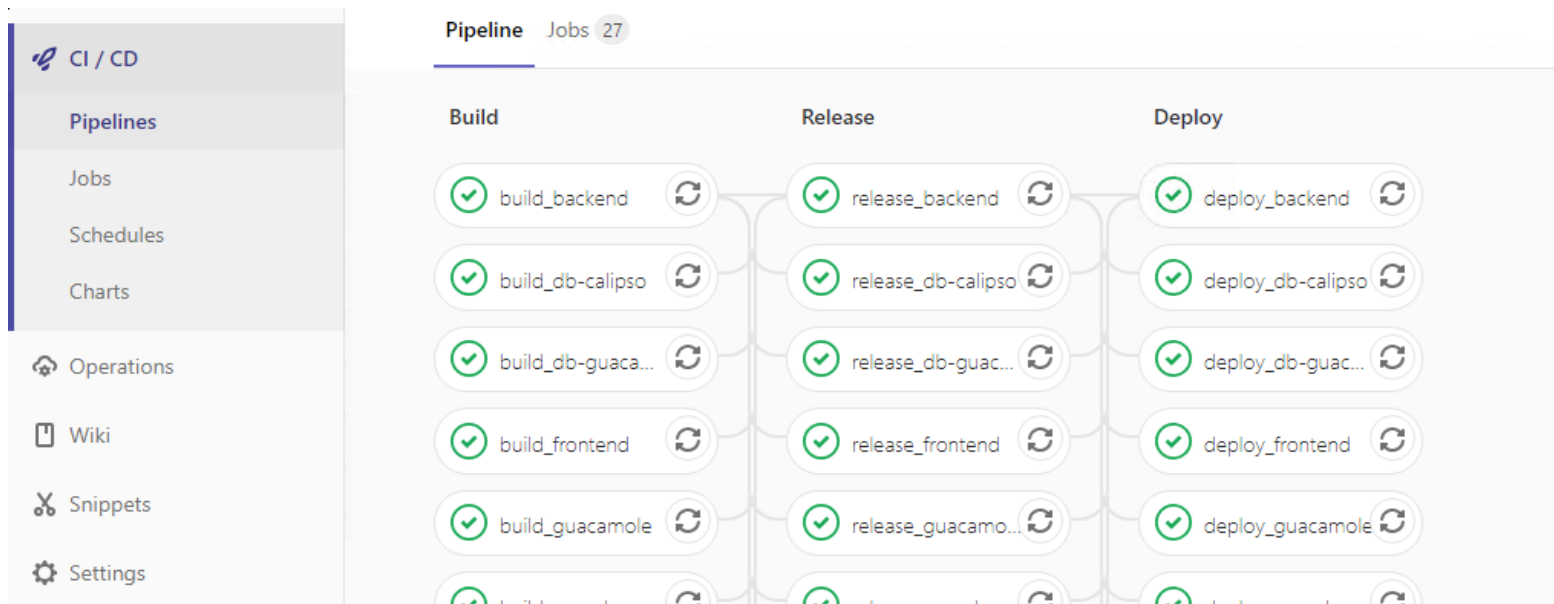 Pipeline Jobs 27
CI / CD
Pipelines
Jobs
Schedules
Charts
Operations
Wiki
Snippets
Settings
Build
build_backend
build_db-calipso
build_db-guaca...
build_frontend
build_guacamole
Release
release_backend
release_db-calipso
release_db-guac...
release_frontend
release_guacamo...
Deploy
deploy_backend
deploy_db-calipso
deploy_db-guac...
deploy_frontend
deploy_guacamole